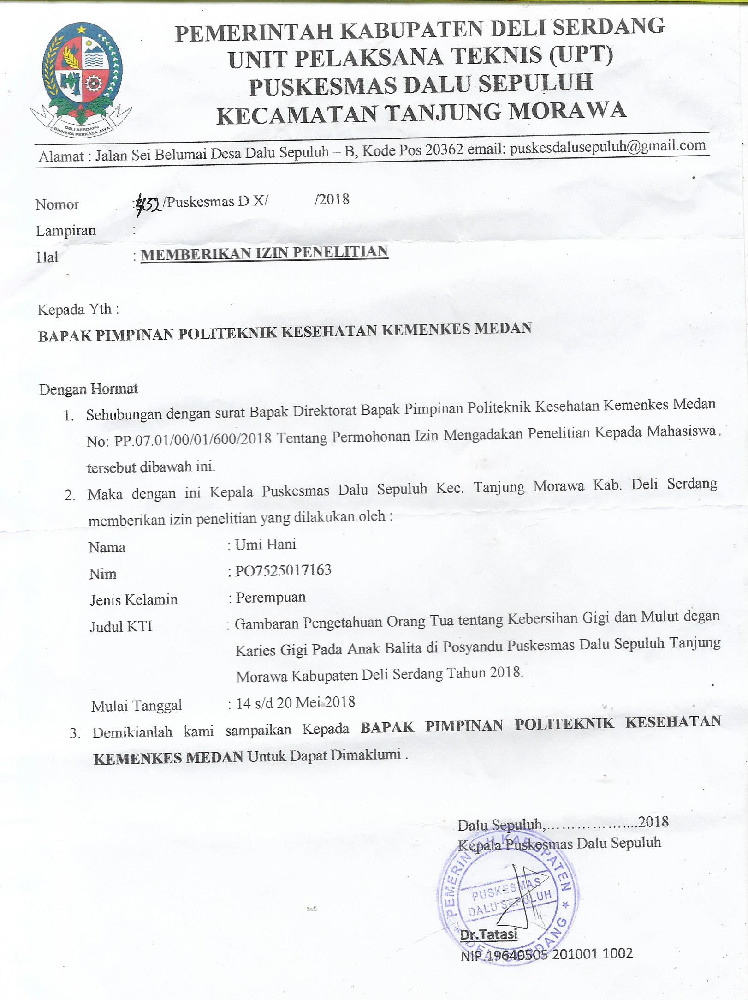 PEMERINTAH KABUPATEN DELI SERDANG
UNIT PELAKSANA TEKNIS (UPT)
PUSKESMAS DALU SEPULUH
KECAMATAN TANJUNG MORAWA
DELI SERDANG
BHINEKA PERKASA JAYA
Alamat : Jalan Sei Belumai Desa Dalu Sepuluh – B, Kode Pos 20362 email: puskesdalusepuluh@gmail.com
Nomor : /Puskesmas D X/ /2018
Lampiran :
Hal : MEMBERIKAN IZIN PENELITIAN
Kepada Yth :
BAPAK PIMPINAN POLITEKNIK KESEHATAN KEMENKES MEDAN
Dengan Hormat
1. Sehubungan dengan surat Bapak Direktorat Bapak Pimpinan Politeknik Kesehatan Kemenkes Medan
No: PP.07.01/00/01/600/2018 Tentang Permohonan Izin Mengadakan Penelitian Kepada Mahasiswa
tersebut dibawah ini.
2. Maka dengan ini Kepala Puskesmas Dalu Sepuluh Kec. Tanjung Morawa Kab. Deli Serdang
memberikan izin penelitian yang dilakukan oleh :
Nama : Umi Hani
Nim : PO7525017163
Jenis Kelamin : Perempuan
Judul KTI : Gambaran Pengetahuan Orang Tua tentang Kebersihan Gigi dan Mulut degan
Karies Gigi Pada Anak Balita di Posyandu Puskesmas Dalu Sepuluh Tanjung
Morawa Kabupaten Deli Serdang Tahun 2018.
Mulai Tanggal : 14 s/d 20 Mei 2018
3. Demikianlah kami sampaikan Kepada BAPAK PIMPINAN POLITEKNIK KESEHATAN
KEMENKES MEDAN Untuk Dapat Dimaklumi .
Dalu Sepuluh,......................2018
Kepala Puskesmas Dalu Sepuluh
PEMERINTAH KABUPATEN
PUSKESMAS
DALU SEPULUH
DELI SERDANG
Dr.Tatasi
NIP.19640505 201001 1002